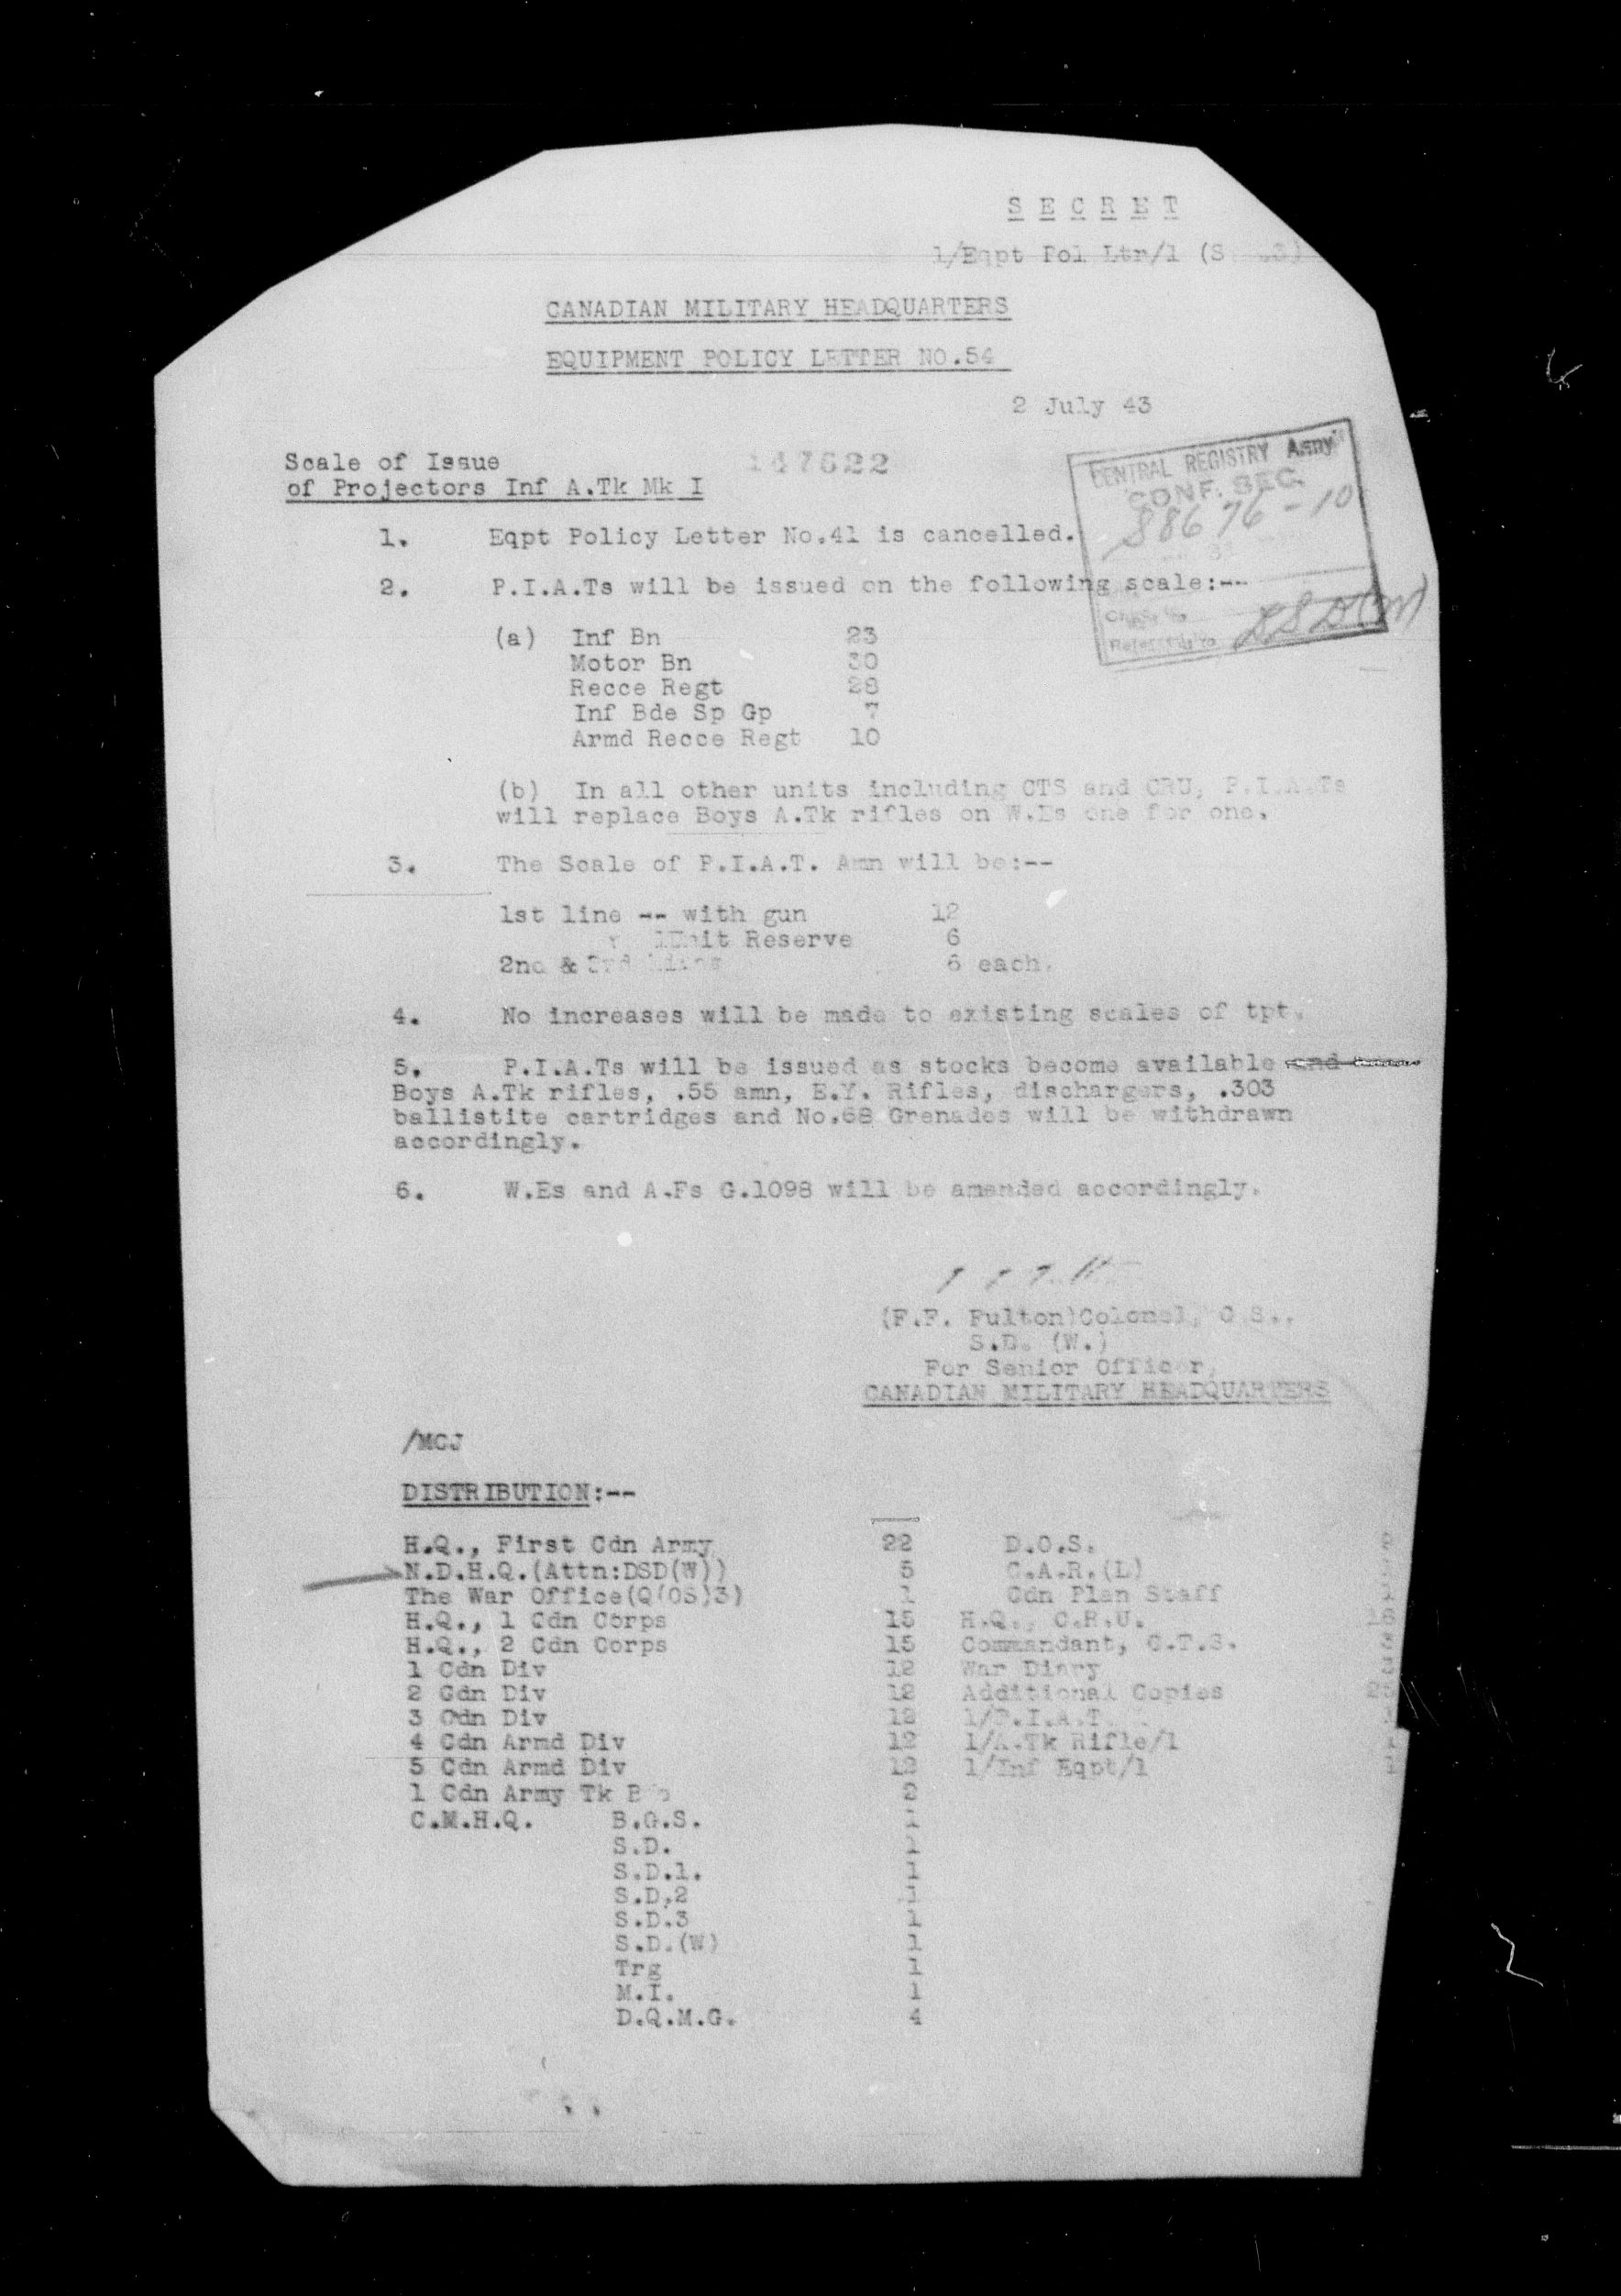 S E C R E T
1/Eqpt Pol Ltr/1 (S
CANADIAN MILITARY HEADQUARTERS
EQUIPMENT POLICY LETTER NO.54
2 July 43
Scale of Issue
of Projectors Inf A.Tk Mk I
147622
CENTRAL REGISTRY Army
CONF. SEC.
88676-10
1. Eqpt Policy Letter No.41 is cancelled.
2. P.I.A.Ts will be issued on the following scale:--
(a) Inf Bn 23
Motor Bn 30
Recce Regt 28
Inf Bde Sp Gp 7
Armd Recce Regt 10
(b) In all other units including CTS and CRU, P.I.A.Ts
will replace Boys A.Tk rifles on W.Es one for one.
3. The Scale of P.I.A.T. Amn will be:--
1st line -- with gun 12
Unit Reserve 6
2nd & 3rd lines 6 each.
4. No increases will be made to existing scales of tpt.
5. P.I.A.Ts will be issued as stocks become available and
Boys A.Tk rifles, .55 amn, E.Y. Rifles, dischargers, .303
ballistite cartridges and No.68 Grenades will be withdrawn
accordingly.
6. W.Es and A.Fs G.1098 will be amended accordingly.
(F.F. Fulton)Colonel, G.S.,
S.D. (W.)
For Senior Officer,
CANADIAN MILITARY HEADQUARTERS
/MCJ
DISTRIBUTION:--
H.Q., First Cdn Army 22 D.O.S.
N.D.H.Q.(Attn:DSD(W)) 5 C.A.R.(L)
The War Office(Q(OS)3) 1 Cdn Plan Staff
H.Q., 1 Cdn Corps 15 H.Q., C.R.U.
H.Q., 2 Cdn Corps 15 Commandant, C.T.S.
1 Cdn Div 12 War Diary
2 Cdn Div 12 Additional Copies
3 Cdn Div 12 1/P.I.A.T.
4 Cdn Armd Div 12 1/A.Tk Rifle/1
5 Cdn Armd Div 12 1/Inf Eqpt/1
1 Cdn Army Tk 2
C.M.H.Q. B.G.S. 1
S.D. 1
S.D.1. 1
S.D.2 1
S.D.3 1
S.D.(W) 1
Trg 1
M.I. 1
D.Q.M.G. 4